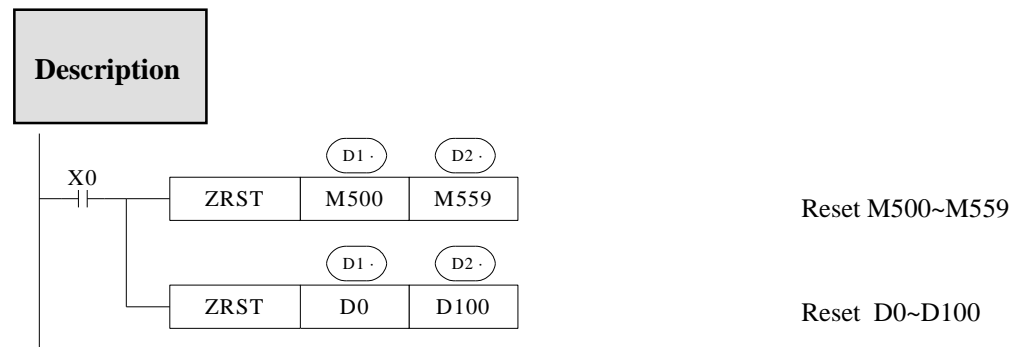 Description
D1 · D2 ·
X0
ZRST M500 M559 Reset M500~M559
D1 · D2 ·
ZRST D0 D100 Reset D0~D100